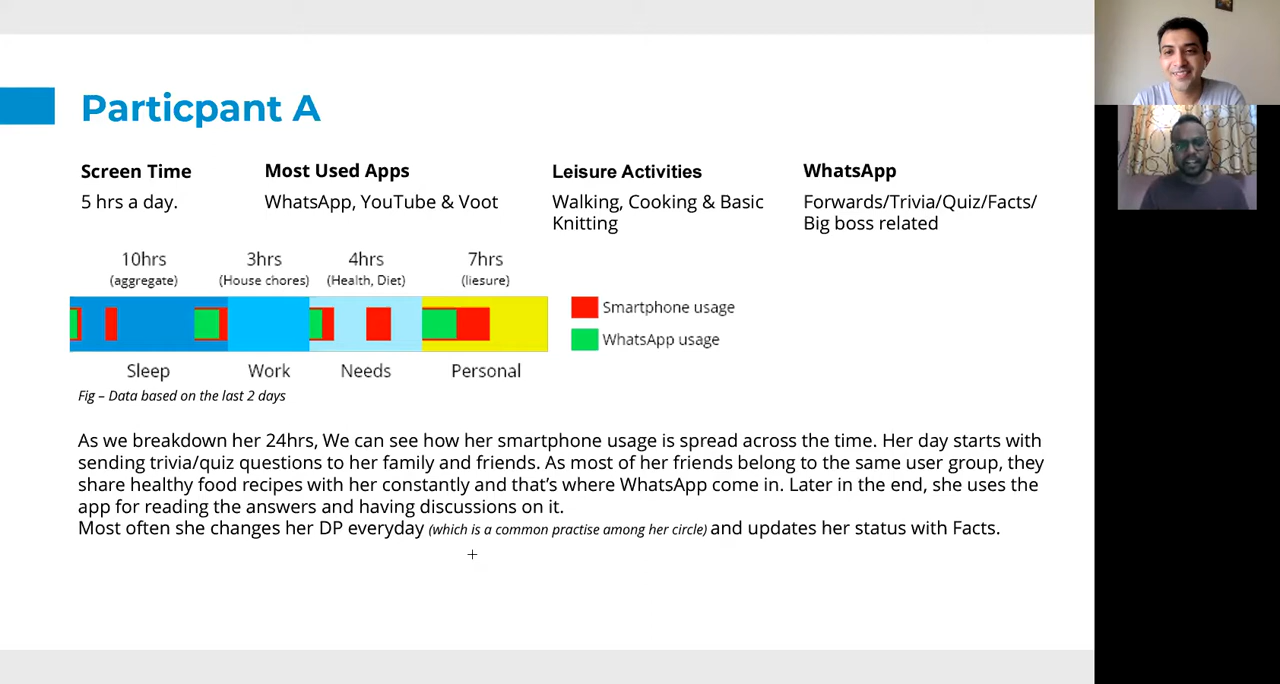 Particpant A
Screen Time
5 hrs a day.
Most Used Apps
WhatsApp, YouTube & Voot
Leisure Activities
Walking, Cooking & Basic
Knitting
WhatsApp
Forwards/Trivia/Quiz/Facts/
Big boss related
10hrs
(aggregate)
3hrs
(House chores)
4hrs
(Health, Diet)
7hrs
(liesure)
Smartphone usage
WhatsApp usage
Sleep
Work
Needs
Personal
Fig – Data based on the last 2 days
As we breakdown her 24hrs, We can see how her smartphone usage is spread across the time. Her day starts with
sending trivia/quiz questions to her family and friends. As most of her friends belong to the same user group, they
share healthy food recipes with her constantly and that's where WhatsApp come in. Later in the end, she uses the
app for reading the answers and having discussions on it.
Most often she changes her DP everyday (which is a common practise among her circle) and updates her status with Facts.